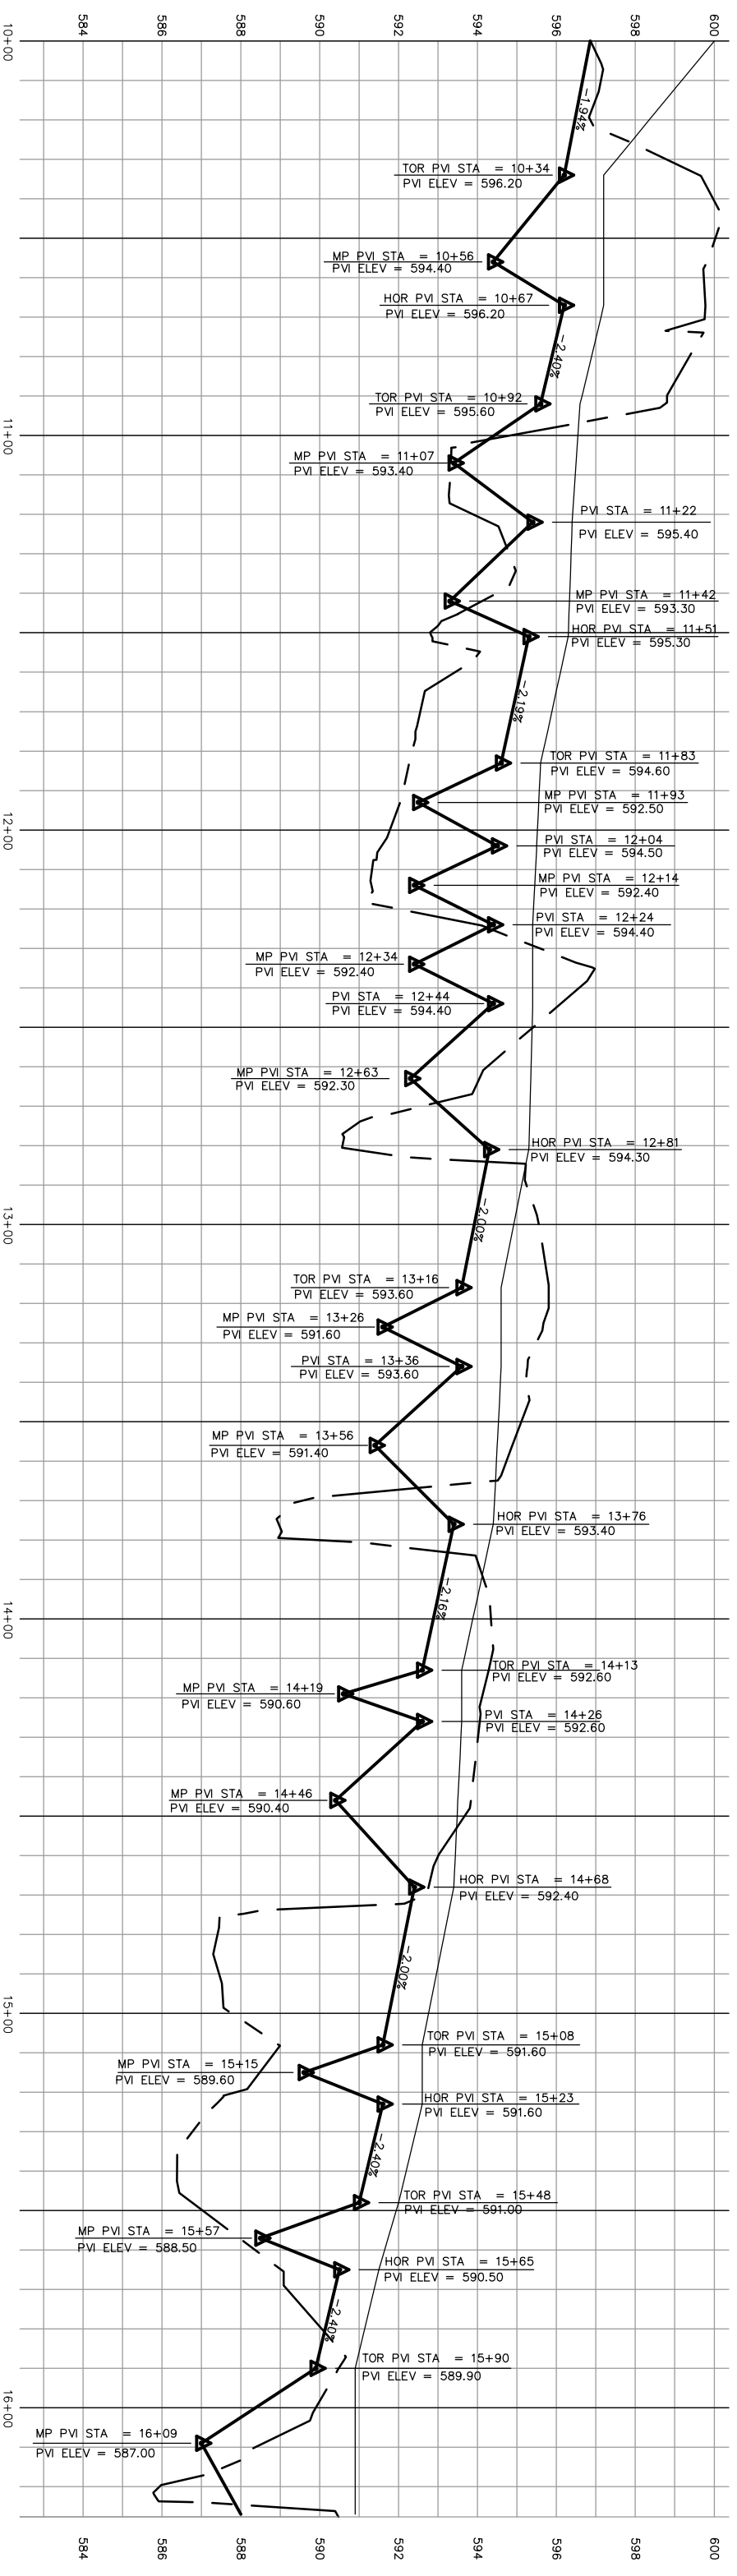 584
586
588
590
592
594
596
598
600
10+00
-1.94%
TOR PVI STA = 10+34
PVI ELEV = 596.20
MP PVI STA = 10+56
PVI ELEV = 594.40
HOR PVI STA = 10+67
PVI ELEV = 596.20
-2.40%
TOR PVI STA = 10+92
PVI ELEV = 595.60
11+00
MP PVI STA = 11+07
PVI ELEV = 593.40
PVI STA = 11+22
PVI ELEV = 595.40
MP PVI STA = 11+42
PVI ELEV = 593.30
HOR PVI STA = 11+51
PVI ELEV = 595.30
-2.19%
TOR PVI STA = 11+83
PVI ELEV = 594.60
MP PVI STA = 11+93
PVI ELEV = 592.50
12+00
PVI STA = 12+04
PVI ELEV = 594.50
MP PVI STA = 12+14
PVI ELEV = 592.40
PVI STA = 12+24
PVI ELEV = 594.40
MP PVI STA = 12+34
PVI ELEV = 592.40
PVI STA = 12+44
PVI ELEV = 594.40
MP PVI STA = 12+63
PVI ELEV = 592.30
HOR PVI STA = 12+81
PVI ELEV = 594.30
13+00
-2.00%
TOR PVI STA = 13+16
PVI ELEV = 593.60
MP PVI STA = 13+26
PVI ELEV = 591.60
PVI STA = 13+36
PVI ELEV = 593.60
MP PVI STA = 13+56
PVI ELEV = 591.40
HOR PVI STA = 13+76
PVI ELEV = 593.40
-2.16%
14+00
TOR PVI STA = 14+13
PVI ELEV = 592.60
MP PVI STA = 14+19
PVI ELEV = 590.60
PVI STA = 14+26
PVI ELEV = 592.60
MP PVI STA = 14+46
PVI ELEV = 590.40
HOR PVI STA = 14+68
PVI ELEV = 592.40
-2.00%
15+00
TOR PVI STA = 15+08
PVI ELEV = 591.60
MP PVI STA = 15+15
PVI ELEV = 589.60
HOR PVI STA = 15+23
PVI ELEV = 591.60
-2.40%
TOR PVI STA = 15+48
PVI ELEV = 591.00
MP PVI STA = 15+57
PVI ELEV = 588.50
HOR PVI STA = 15+65
PVI ELEV = 590.50
-2.40%
TOR PVI STA = 15+90
PVI ELEV = 589.90
16+00
MP PVI STA = 16+09
PVI ELEV = 587.00
584
586
588
590
592
594
596
598
600